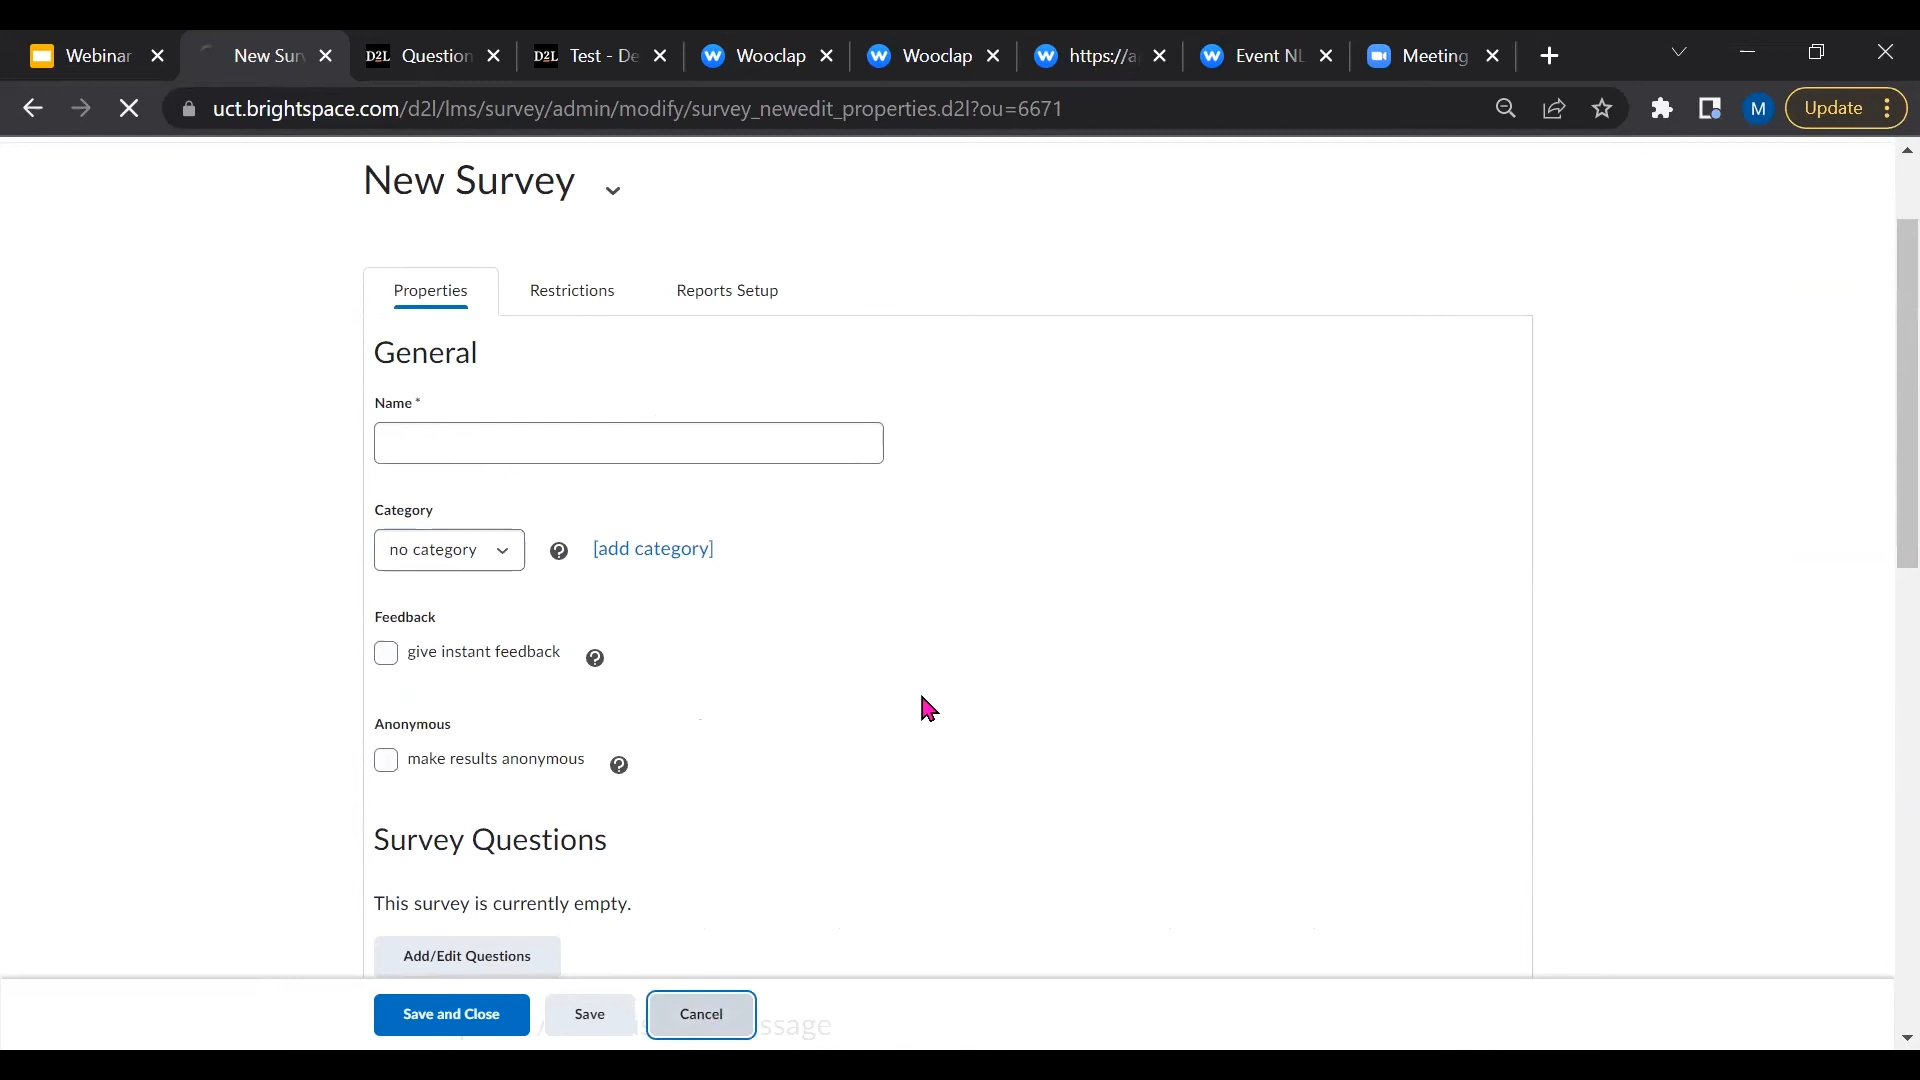 Webinar
New Sur
D2L Question
D2L Test - De
W Wooclap
W Wooclap
W https://a
W Event NL
Meeting
uct.brightspace.com/d2l/lms/survey/admin/modify/survey_newedit_properties.d2l?ou=6671
M
Update
New Survey
Properties Restrictions Reports Setup
General
Name *
Category
no category ? [add category]
Feedback
give instant feedback ?
Anonymous
make results anonymous ?
Survey Questions
This survey is currently empty.
Add/Edit Questions
Save and Close Save Cancel ssage